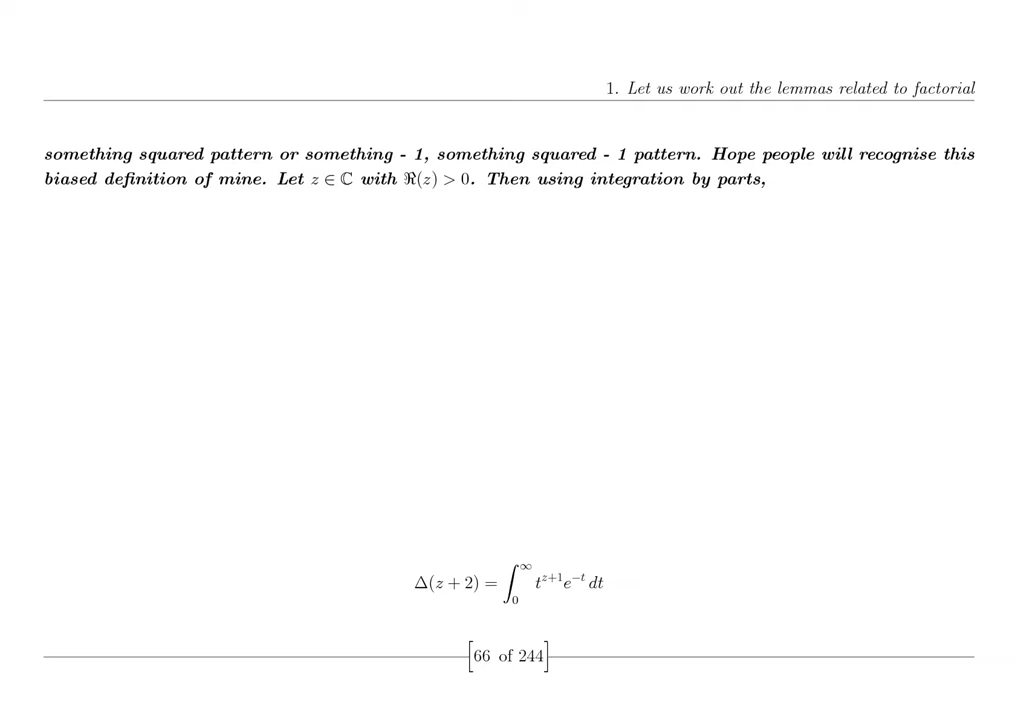 1. Let us work out the lemmas related to factorial
something squared pattern or something - 1, something squared - 1 pattern. Hope people will recognise this
biased definition of mine. Let z ∈ ℂ with ℜ(z) > 0. Then using integration by parts,
Δ(z + 2) = ∫₀^∞ t^{z+1} e^{−t} dt
[66 of 244]